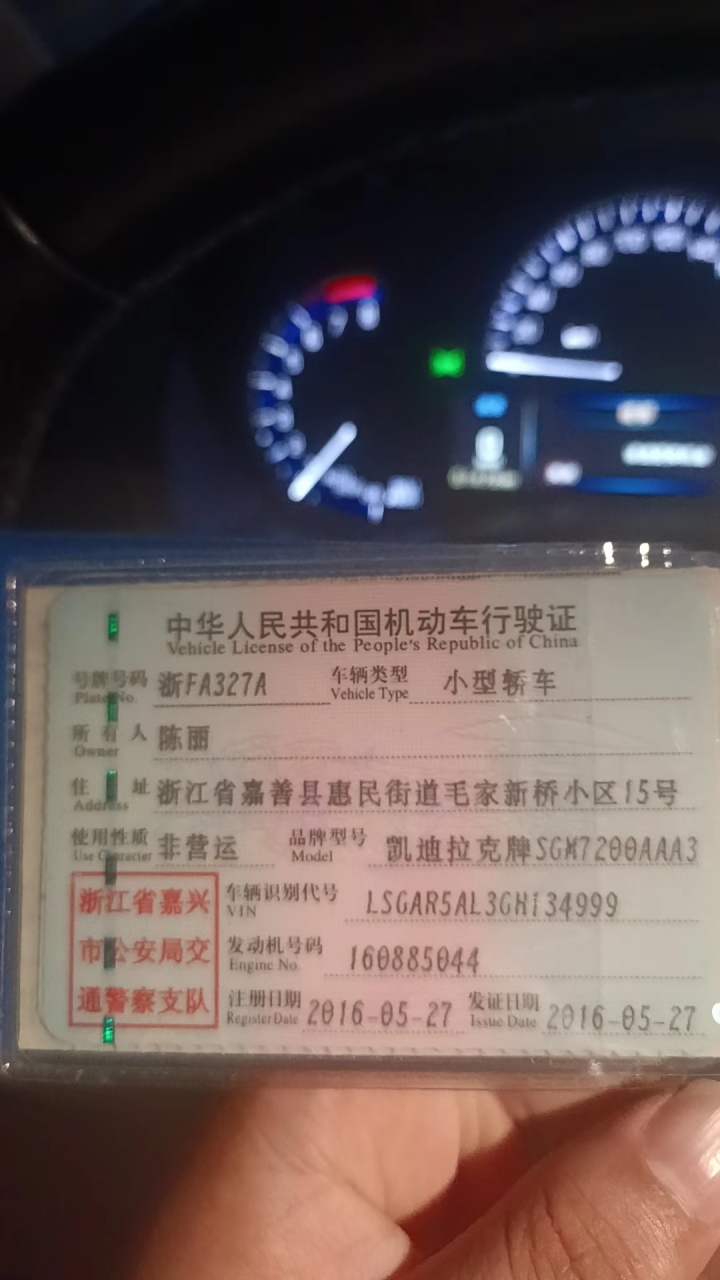 中华人民共和国机动车行驶证
Vehicle License of the People's Republic of China
号牌号码 浙FA327A 车辆类型 小型轿车
Plate No. Vehicle Type
所有人 陈丽
Owner
住址 浙江省嘉善县惠民街道毛家新桥小区15号
Address
使用性质 非营运 品牌型号 凯迪拉克牌SGM7200AAA3
Use Character Model
浙江省嘉兴 车辆识别代号 LSGAR5AL3GH134999
VIN
市公安局交 发动机号码 160885044
Engine No.
通警察支队 注册日期 2016-05-27 发证日期 2016-05-27
Register Date Issue Date